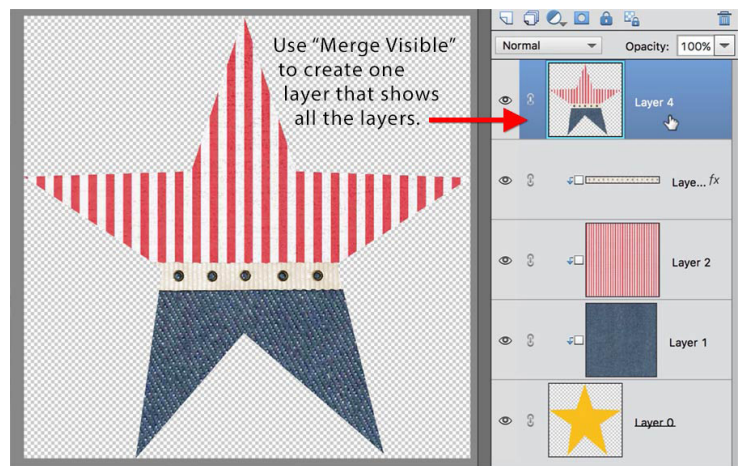 Use “Merge Visible”
to create one
layer that shows
all the layers.
Normal
Opacity: 100%
Layer 4
Laye... fx
Layer 2
Layer 1
Layer 0